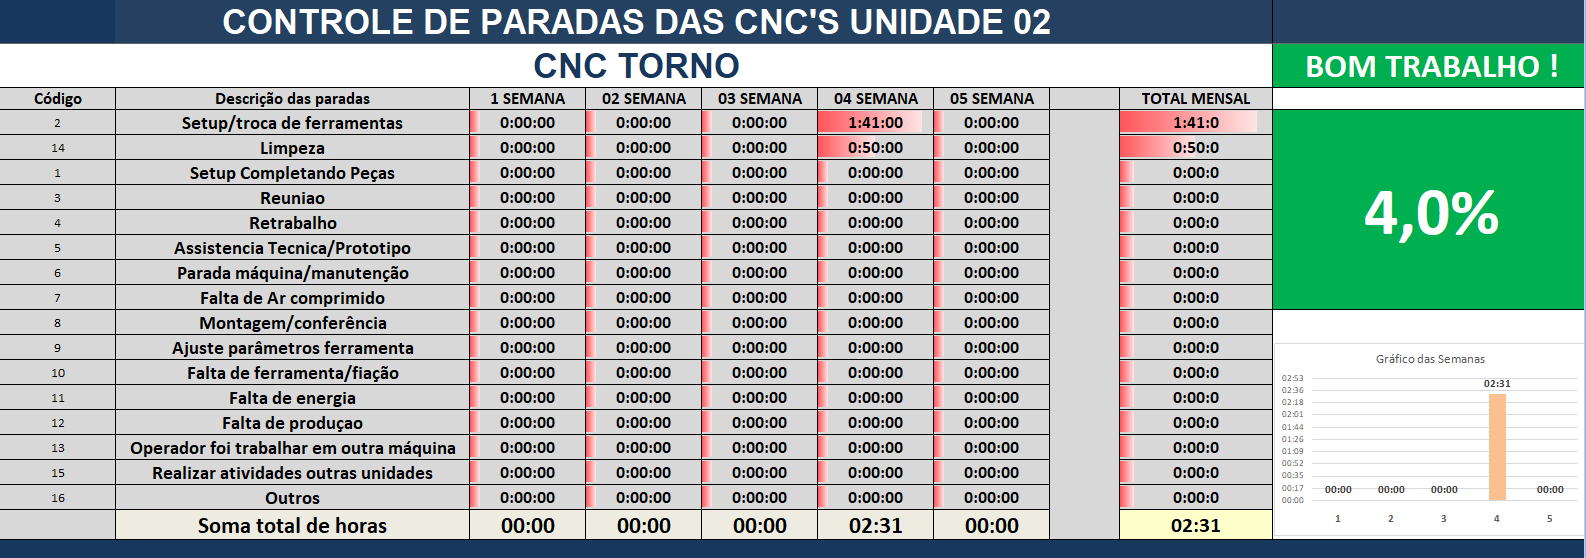 CONTROLE DE PARADAS DAS CNC'S UNIDADE 02
CNC TORNO BOM TRABALHO !
Código Descrição das paradas 1 SEMANA 02 SEMANA 03 SEMANA 04 SEMANA 05 SEMANA TOTAL MENSAL
2 Setup/troca de ferramentas 0:00:00 0:00:00 0:00:00 1:41:00 0:00:00 1:41:0
14 Limpeza 0:00:00 0:00:00 0:00:00 0:50:00 0:00:00 0:50:0
1 Setup Completando Peças 0:00:00 0:00:00 0:00:00 0:00:00 0:00:00 0:00:0
3 Reuniao 0:00:00 0:00:00 0:00:00 0:00:00 0:00:00 0:00:0
4 Retrabalho 0:00:00 0:00:00 0:00:00 0:00:00 0:00:00 0:00:0
5 Assistencia Tecnica/Prototipo 0:00:00 0:00:00 0:00:00 0:00:00 0:00:00 0:00:0
6 Parada máquina/manutenção 0:00:00 0:00:00 0:00:00 0:00:00 0:00:00 0:00:0
7 Falta de Ar comprimido 0:00:00 0:00:00 0:00:00 0:00:00 0:00:00 0:00:0
8 Montagem/conferência 0:00:00 0:00:00 0:00:00 0:00:00 0:00:00 0:00:0
9 Ajuste parâmetros ferramenta 0:00:00 0:00:00 0:00:00 0:00:00 0:00:00 0:00:0
10 Falta de ferramenta/fiação 0:00:00 0:00:00 0:00:00 0:00:00 0:00:00 0:00:0
11 Falta de energia 0:00:00 0:00:00 0:00:00 0:00:00 0:00:00 0:00:0
12 Falta de produçao 0:00:00 0:00:00 0:00:00 0:00:00 0:00:00 0:00:0
13 Operador foi trabalhar em outra máquina 0:00:00 0:00:00 0:00:00 0:00:00 0:00:00 0:00:0
15 Realizar atividades outras unidades 0:00:00 0:00:00 0:00:00 0:00:00 0:00:00 0:00:0
16 Outros 0:00:00 0:00:00 0:00:00 0:00:00 0:00:00 0:00:0
Soma total de horas 00:00 00:00 00:00 02:31 00:00 02:31
4,0%
Gráfico das Semanas
02:53
02:36
02:18
02:01
01:44
01:26
01:09
00:52
00:35
00:17
00:00
00:00 00:00 00:00 02:31 00:00
1 2 3 4 5